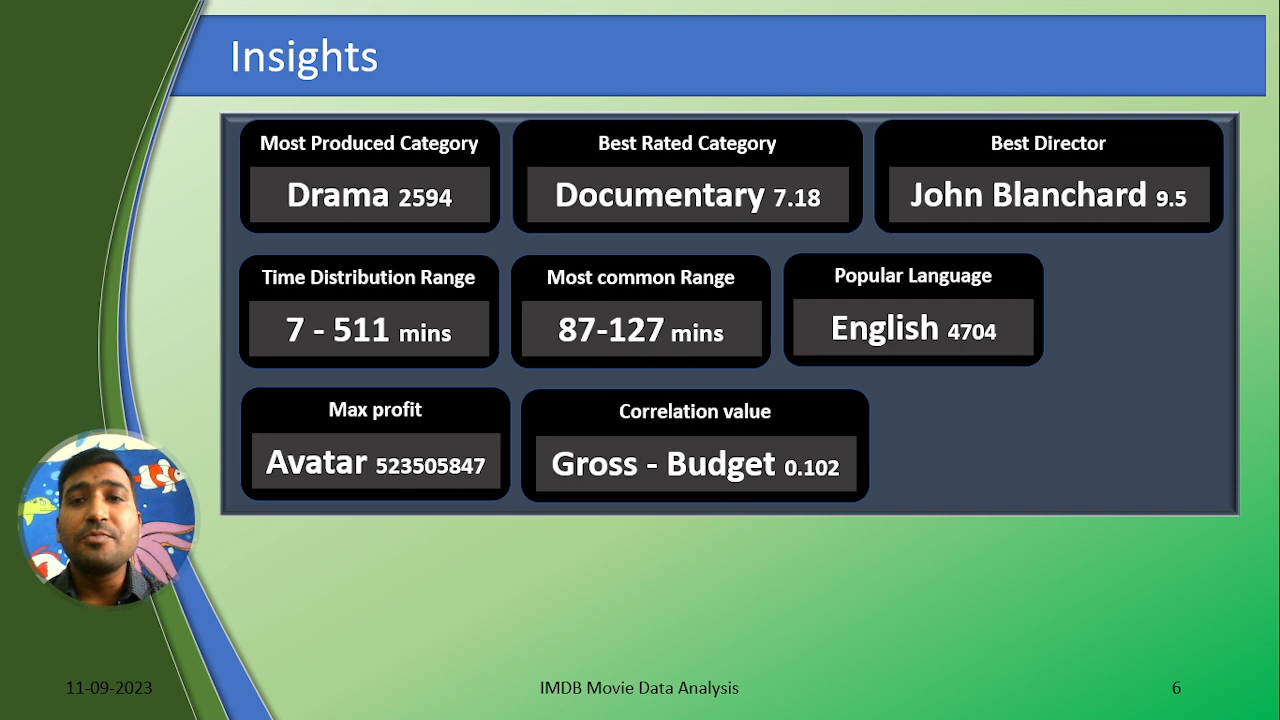 Insights
Most Produced Category
Drama 2594
Best Rated Category
Documentary 7.18
Best Director
John Blanchard 9.5
Time Distribution Range
7 - 511 mins
Most common Range
87-127 mins
Popular Language
English 4704
Max profit
Avatar 523505847
Correlation value
Gross - Budget 0.102
11-09-2023
IMDB Movie Data Analysis
6